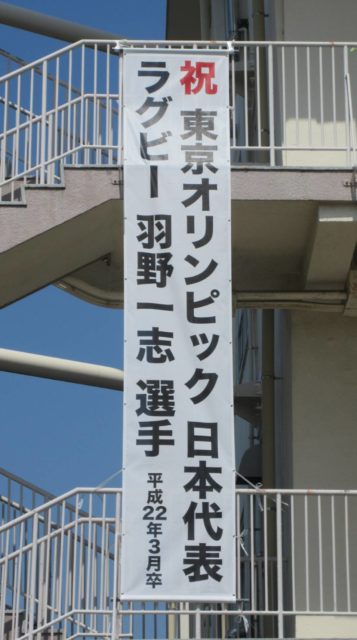 祝 東京オリンピック 日本代表
ラグビー 羽野一志 選手 平成22年3月卒